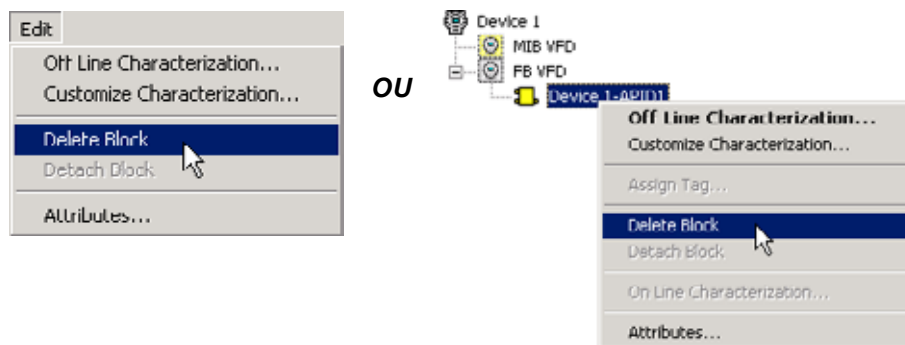 Edit
Off Line Characterization...
Customize Characterization...
Delete Block
Detach Block
Attributes...
OU
Device 1
MIB VFD
FB VFD
Device 1-APID1
Off Line Characterization...
Customize Characterization...
Assign Tag...
Delete Block
Detach Block
On Line Characterization...
Attributes...